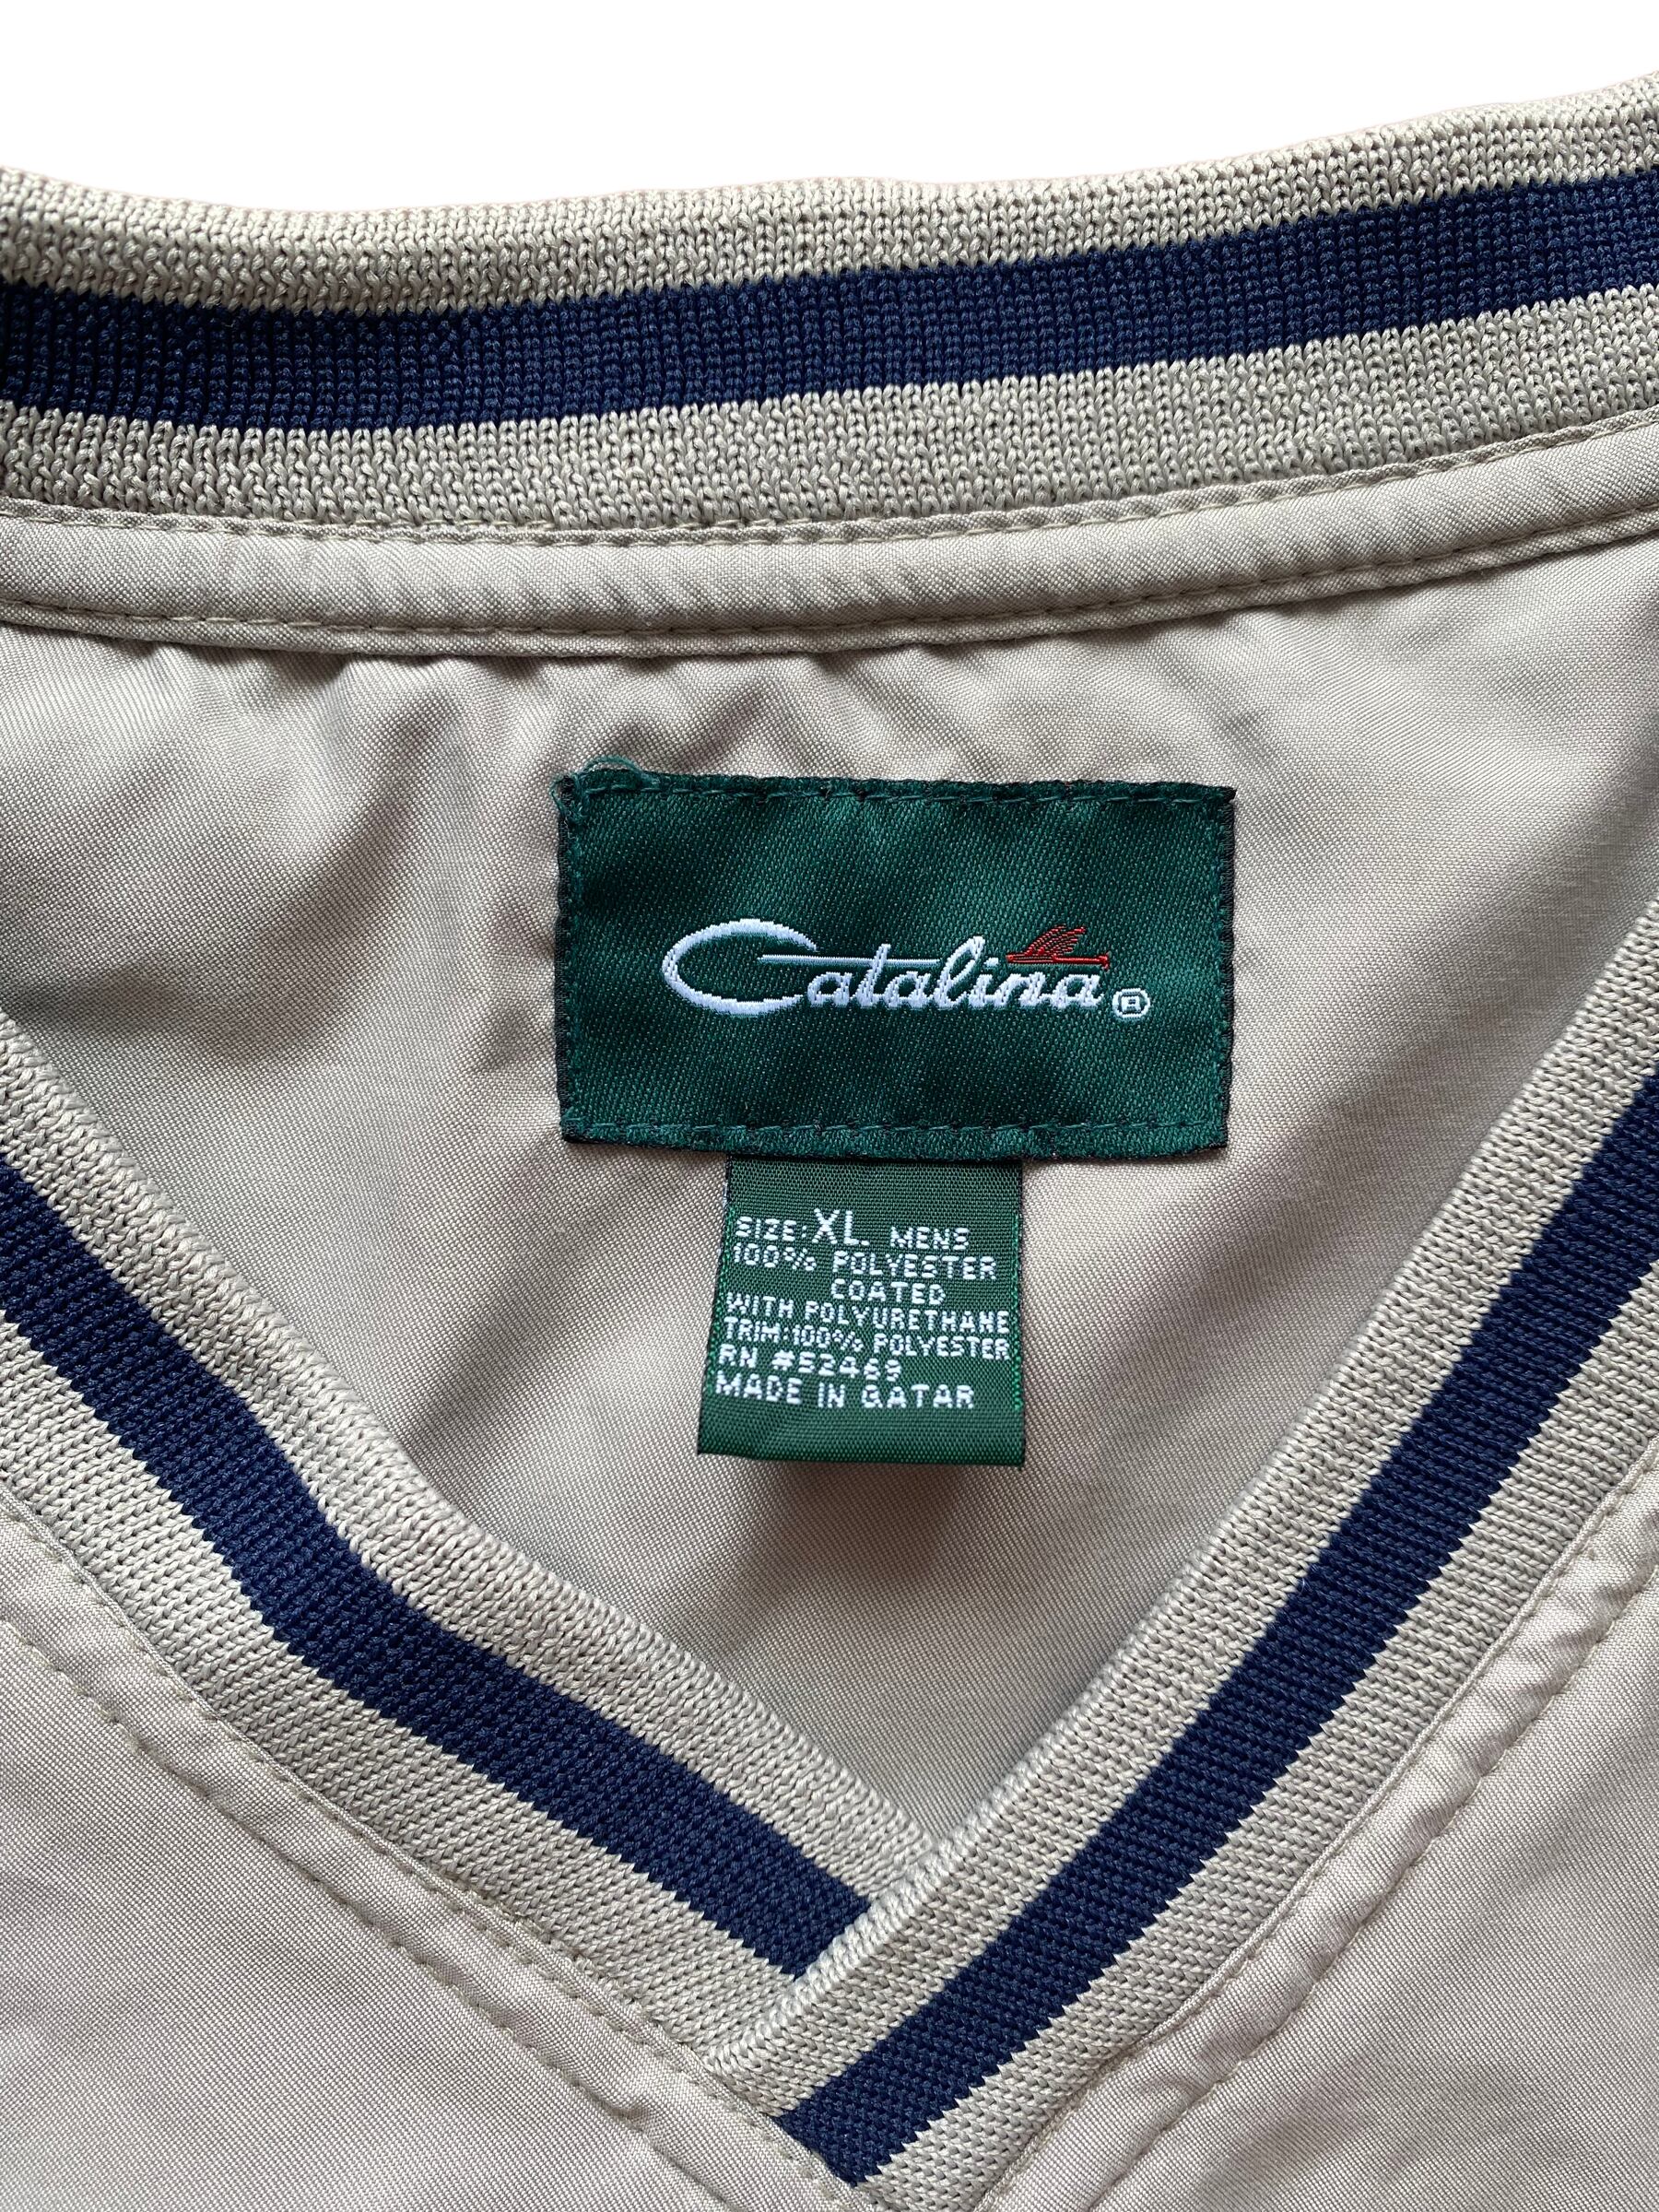 Catalina®
SIZE: XL. MENS
100% POLYESTER
COATED
WITH POLYURETHANE
TRIM:100% POLYESTER
RN #52469
MADE IN QATAR